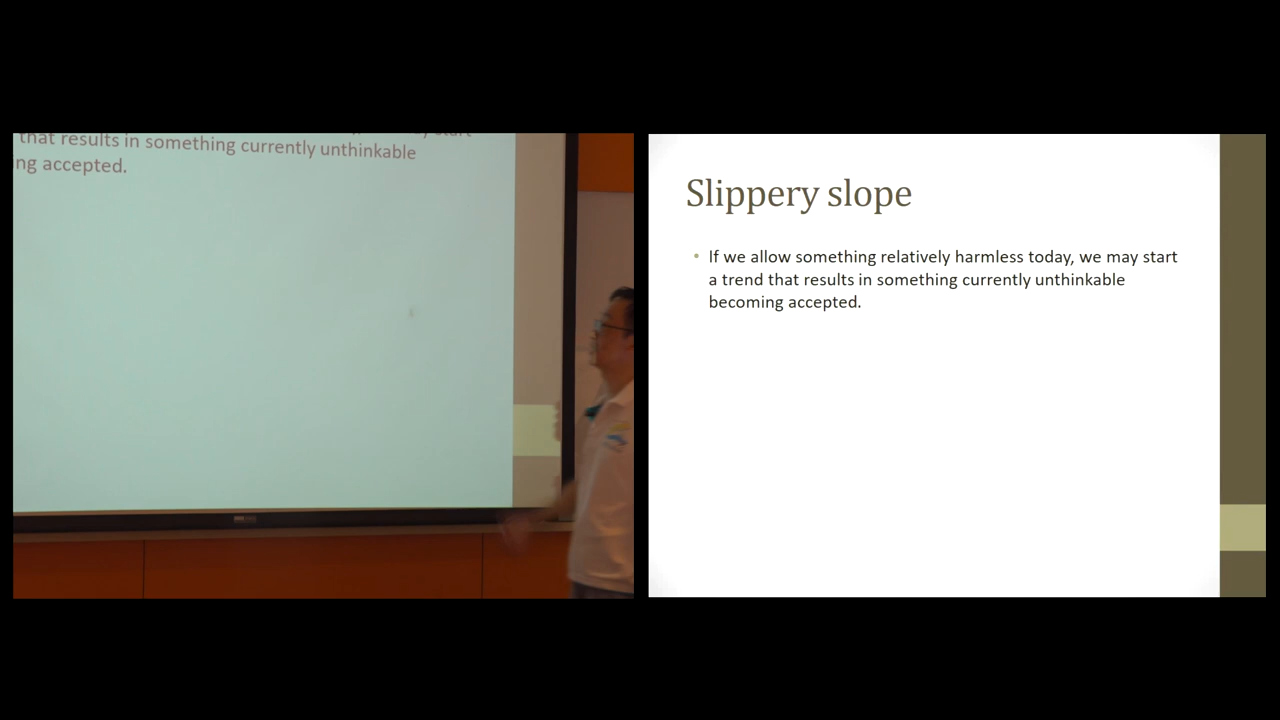 that results in something currently unthinkable
ng accepted.
Slippery slope
• If we allow something relatively harmless today, we may start
a trend that results in something currently unthinkable
becoming accepted.